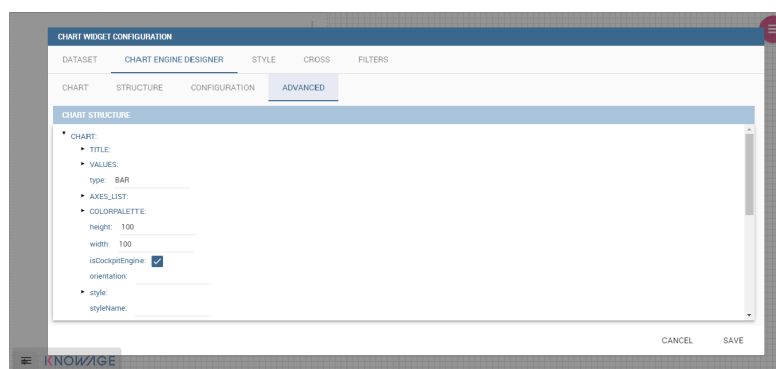 CHART WIDGET CONFIGURATION
DATASET CHART ENGINE DESIGNER STYLE CROSS FILTERS
CHART STRUCTURE CONFIGURATION ADVANCED
CHART STRUCTURE
CHART:
TITLE:
VALUES:
type: BAR
AXES_LIST:
COLORPALETTE:
height: 100
width: 100
isCockpitEngine:
orientation:
style:
styleName:
CANCEL SAVE
KNOWAGE